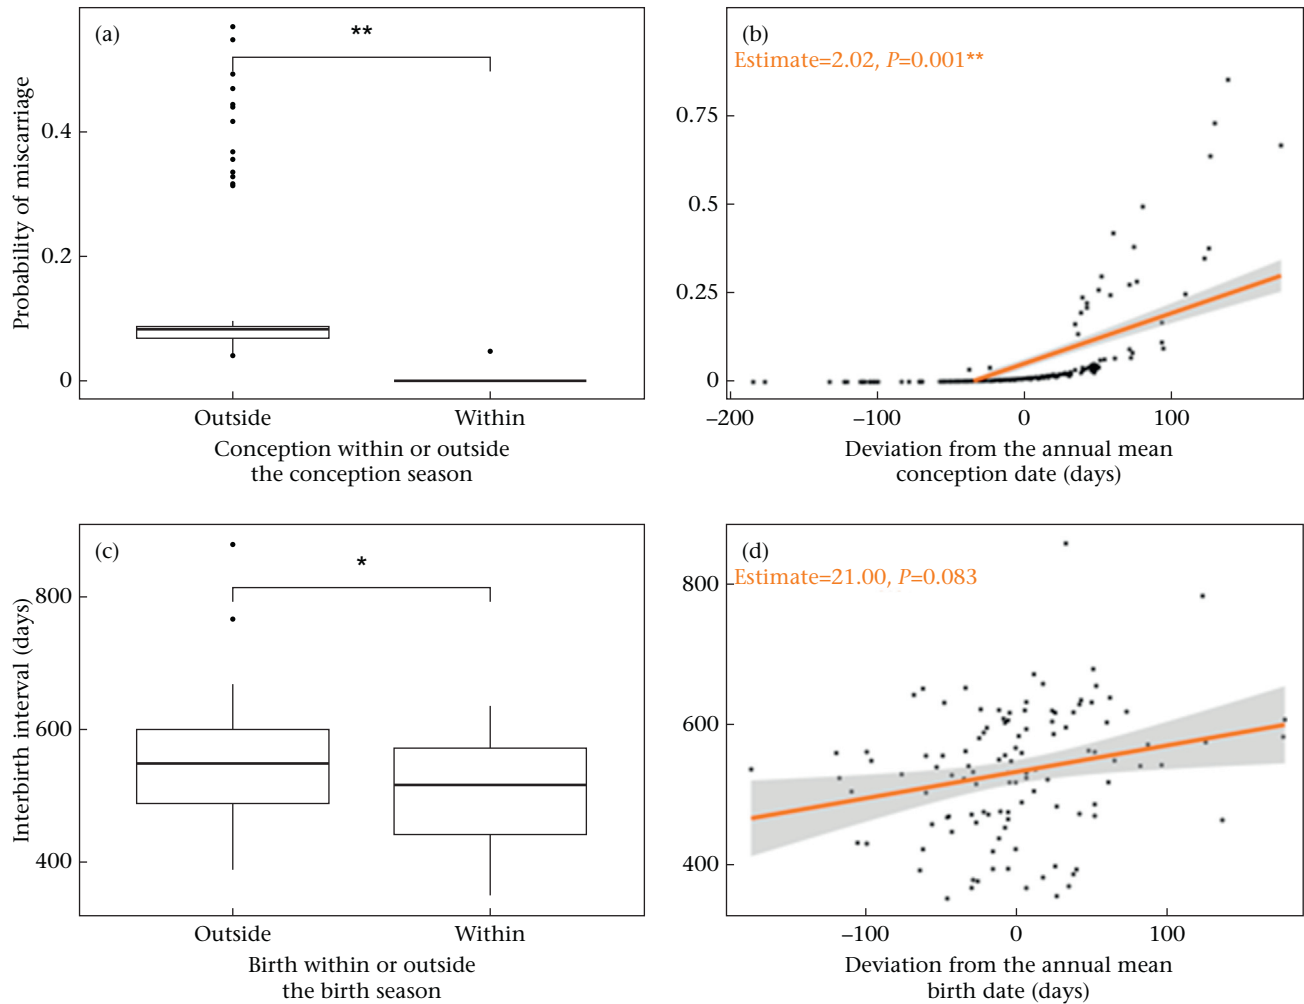 (a)
**
Probability of miscarriage
0.4
0.2
0
Outside
Within
Conception within or outside
the conception season
(b)
Estimate=2.02, P=0.001**
0.75
0.5
0.25
0
–200
–100
0
100
Deviation from the annual mean
conception date (days)
(c)
*
Interbirth interval (days)
800
600
400
Outside
Within
Birth within or outside
the birth season
(d)
Estimate=21.00, P=0.083
800
600
400
–100
0
100
Deviation from the annual mean
birth date (days)